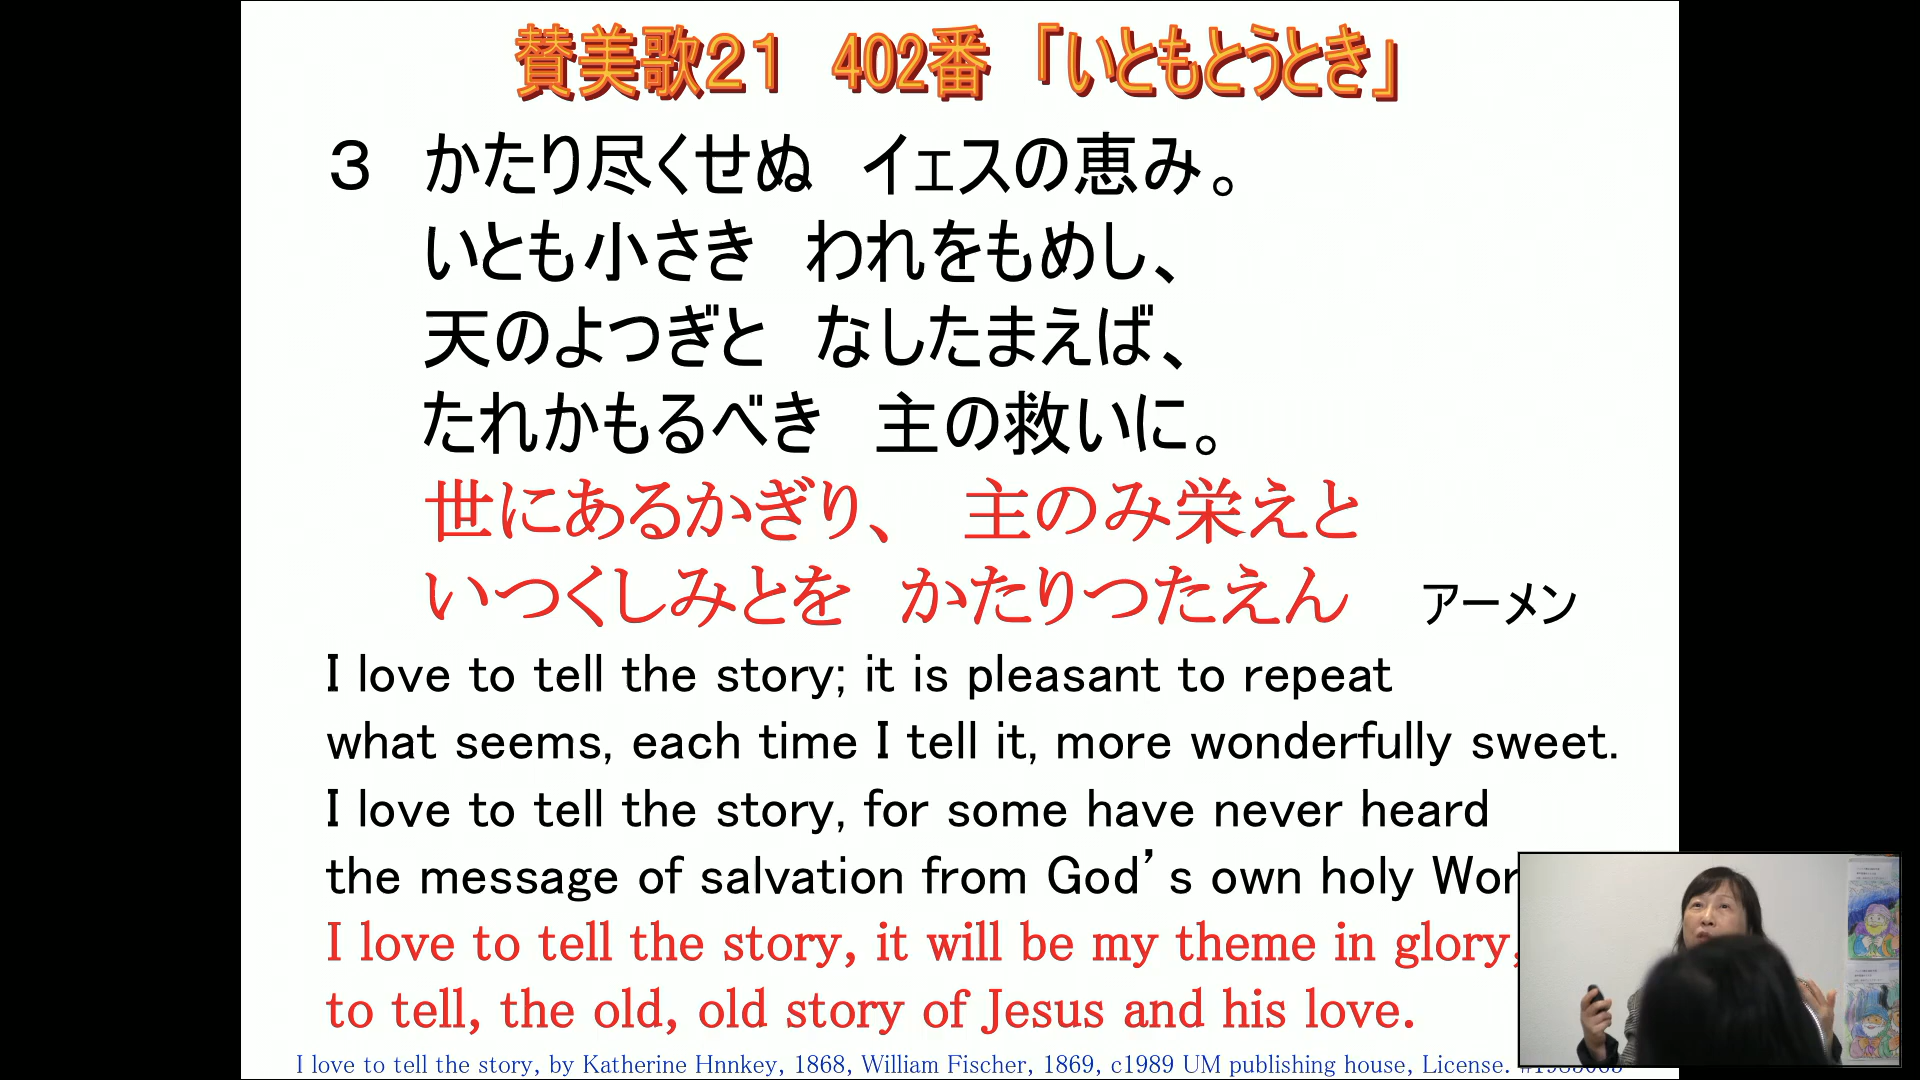 賛美歌21　402番　「いともとうとき」
3　かたり尽くせぬ　イエスの恵み。
いとも小さき　われをもめし、
天のよつぎと　なしたまえば、
たれかもるべき　主の救いに。
世にあるかぎり、　主のみ栄えと
いつくしみとを　かたりつたえん　アーメン
I love to tell the story; it is pleasant to repeat
what seems, each time I tell it, more wonderfully sweet.
I love to tell the story, for some have never heard
the message of salvation from God’s own holy Wor
I love to tell the story, it will be my theme in glory,
to tell, the old, old story of Jesus and his love.
I love to tell the story, by Katherine Hnnkey, 1868, William Fischer, 1869, c1989 UM publishing house, License.